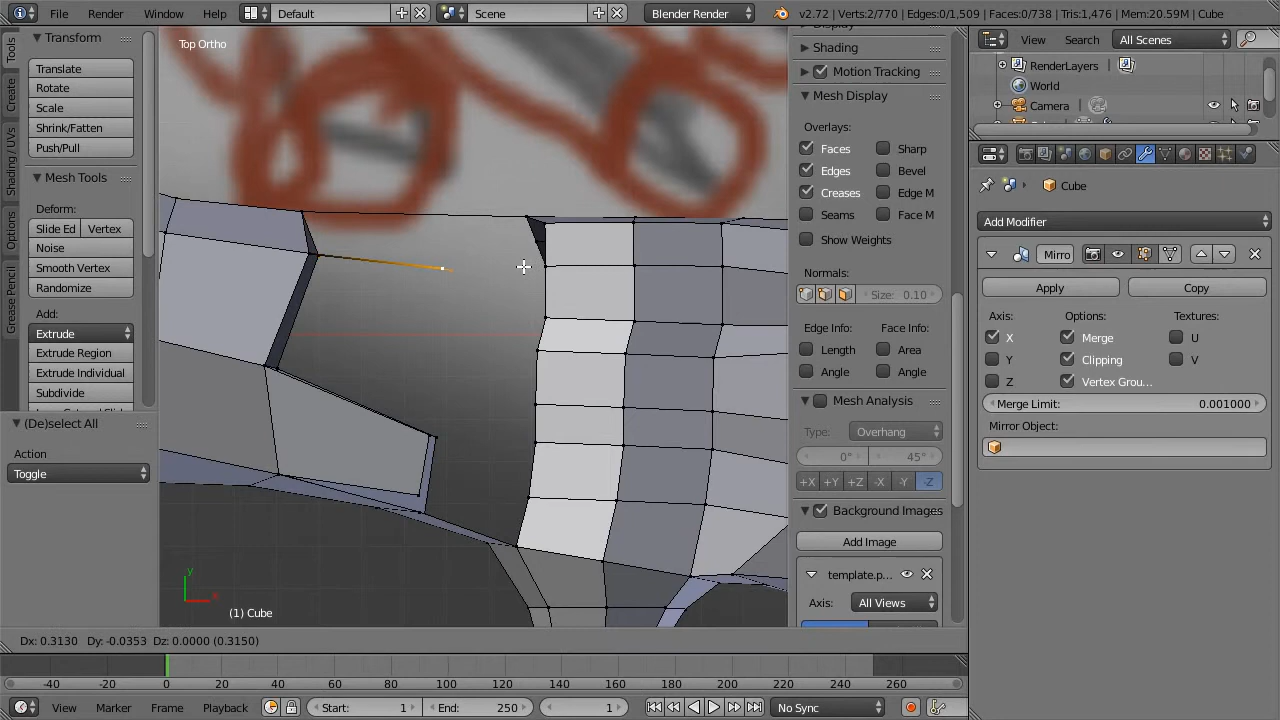 File Render Window Help Default Scene Blender Render v2.72 | Verts:2/770 | Edges:0/1,509 | Faces:0/738 | Tris:1,476 | Mem:20.59M | Cube
Tools
Create
Shading / UVs
Options
Grease Pencil
Transform
Translate
Rotate
Scale
Shrink/Fatten
Push/Pull
Mesh Tools
Deform:
Slide Ed Vertex
Noise
Smooth Vertex
Randomize
Add:
Extrude
Extrude Region
Extrude Individual
Subdivide
(De)select All
Action
Toggle
Top Ortho
y
x
(1) Cube
Dx: 0.3130 Dy: -0.0353 Dz: 0.0000 (0.3150)
Shading
Motion Tracking
Mesh Display
Overlays:
Faces Sharp
Edges Bevel
Creases Edge M
Seams Face M
Show Weights
Normals:
Size: 0.10
Edge Info: Face Info:
Length Area
Angle Angle
Mesh Analysis
Type: Overhang
0° 45°
+X +Y +Z -X -Y -Z
Background Images
Add Image
template.p...
Axis: All Views
View Search All Scenes
RenderLayers
World
Camera
Cube
Add Modifier
Mirro
Apply Copy
Axis: Options: Textures:
X Merge U
Y Clipping V
Z Vertex Grou...
Merge Limit: 0.001000
Mirror Object:
-40 -20 0 20 40 60 80 100 120 140 160 180 200 220 240 260
View Marker Frame Playback Start: 1 End: 250 1 No Sync